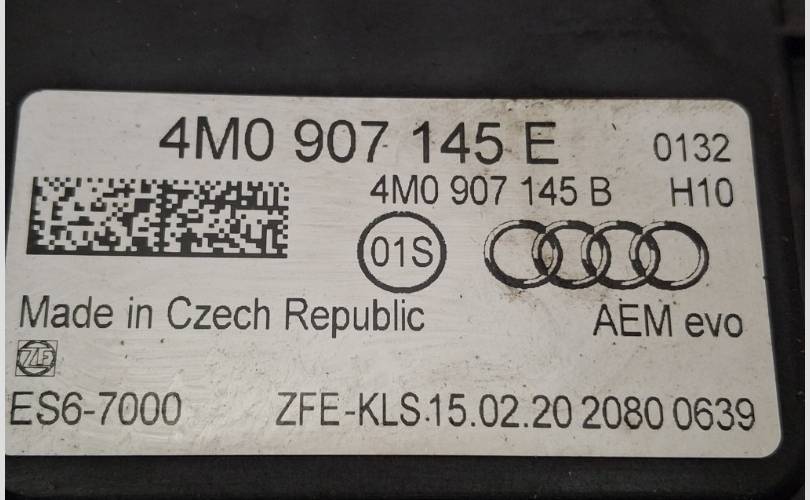 4M0 907 145 E 0132
4M0 907 145 B H10
01S
Made in Czech Republic AEM evo
ZF
ES6-7000 ZFE-KLS.15.02.20 2080 0639